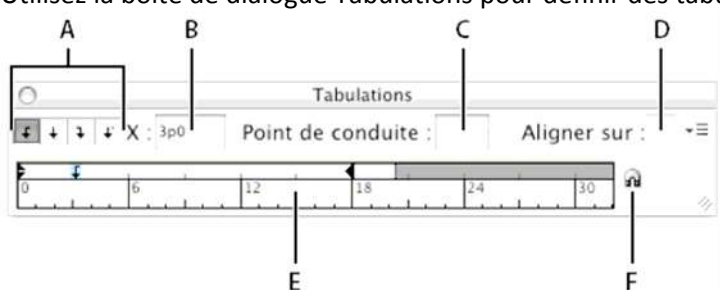 Utilisez la boîte de dialogue Tabulations pour définir des tabu
A B C D
Tabulations
X : 3p0 Point de conduite : Aligner sur :
0 6 12 18 24 30
E F